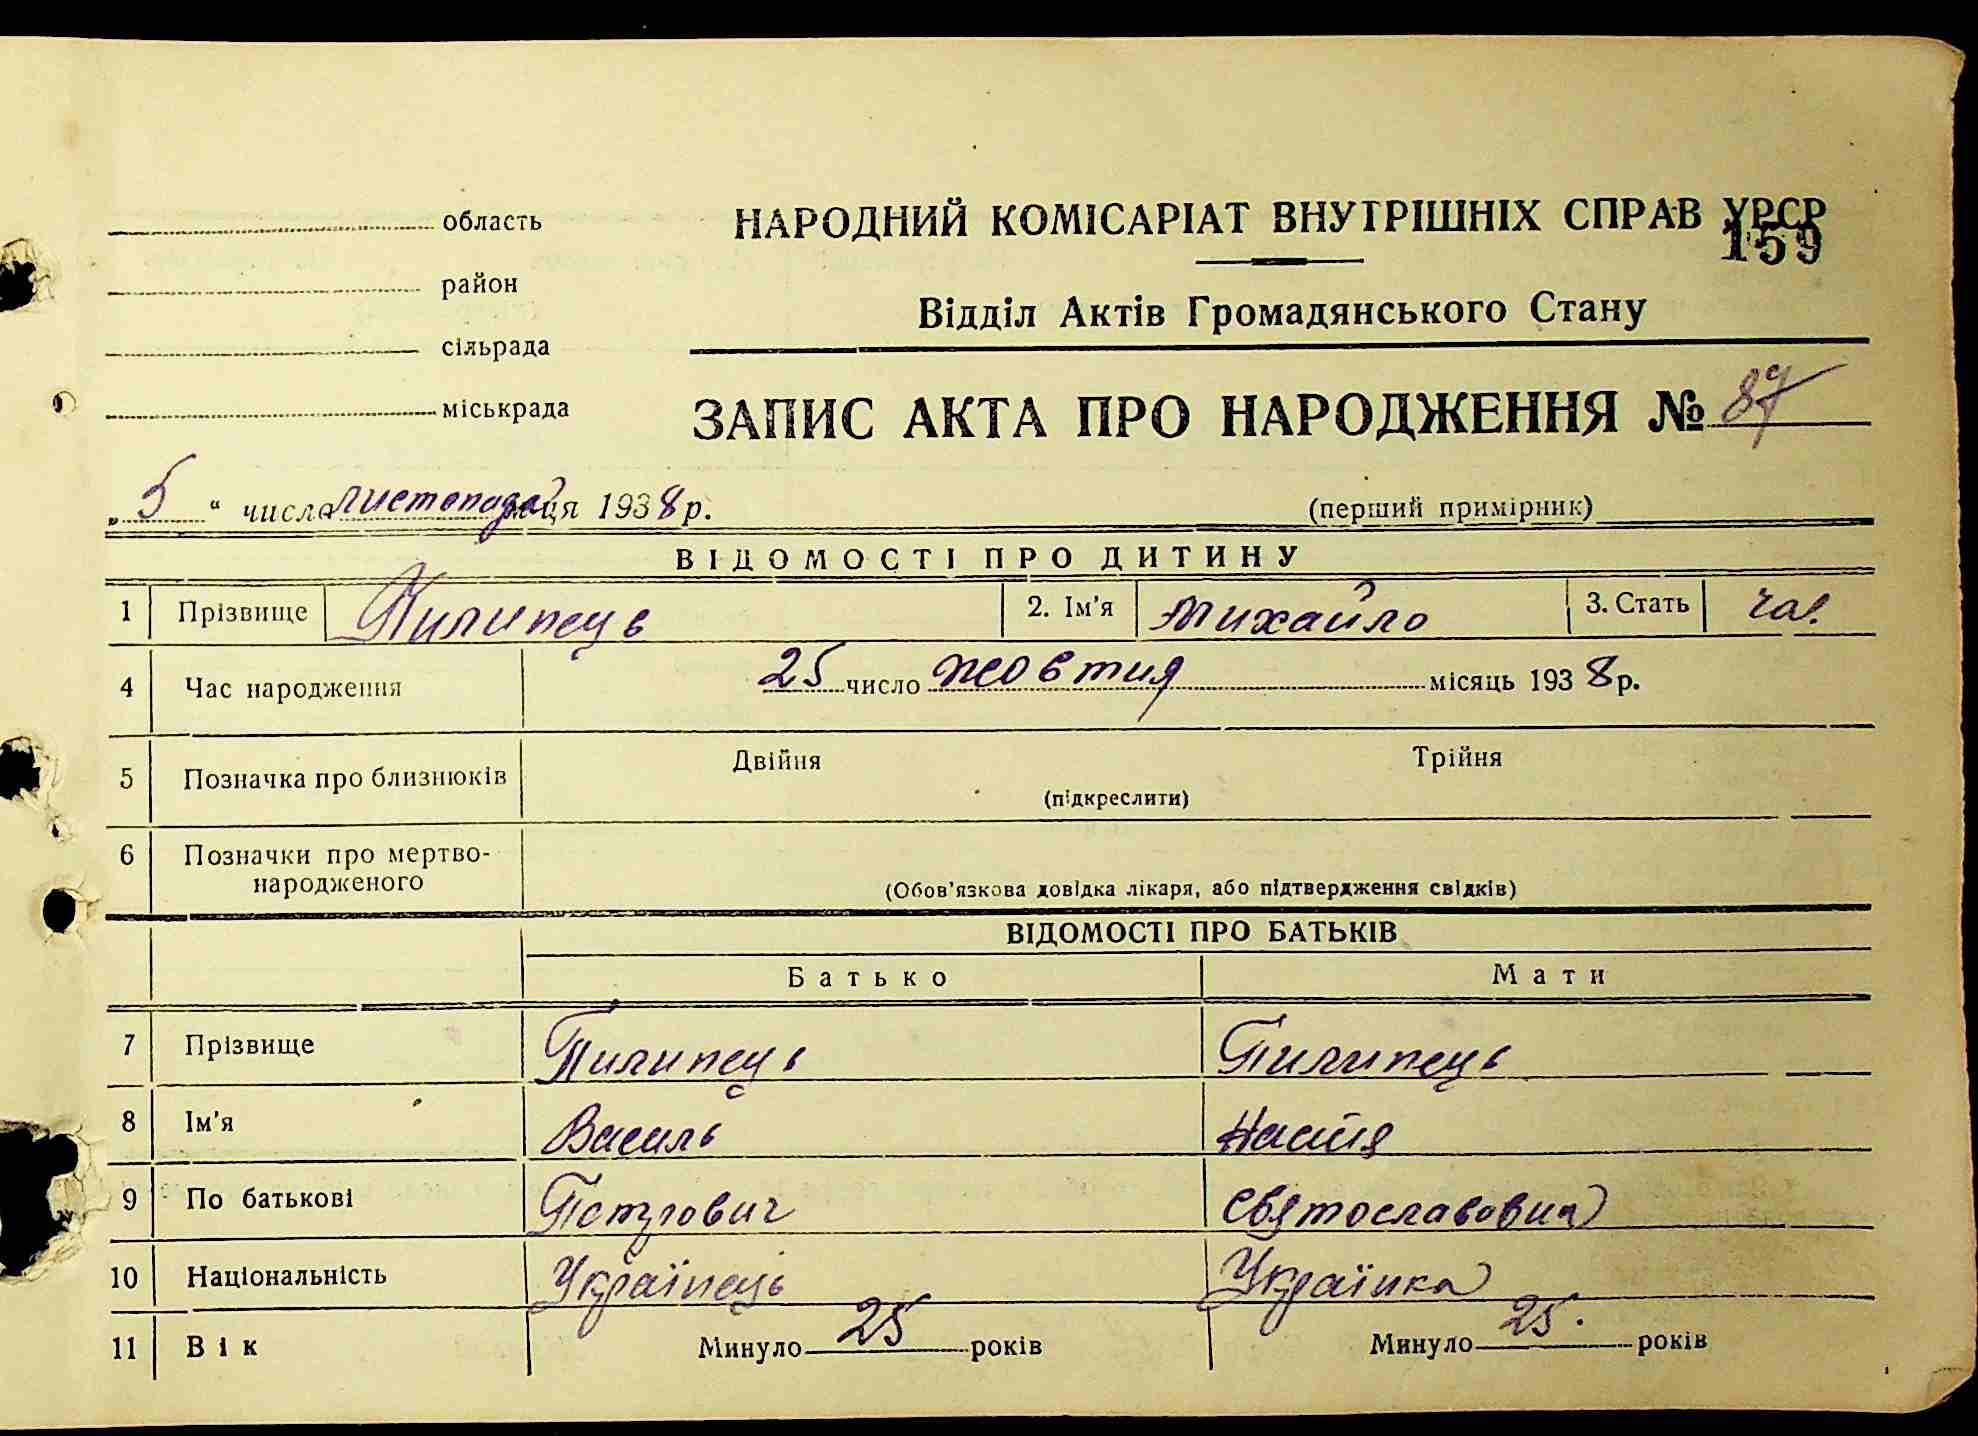 область
НАРОДНИЙ КОМІСАРІАТ ВНУТРІШНІХ СПРАВ УРСР
159
район
Відділ Актів Громадянського Стану
сільрада
міськрада
ЗАПИС АКТА ПРО НАРОДЖЕННЯ № 87
„5“ числа листопада м-ця 1938 р.
(перший примірник)
ВІДОМОСТІ ПРО ДИТИНУ
1 Прізвище Пилипець 2. Ім'я Михайло 3. Стать чол.
4 Час народження 25 число жовтня місяць 1938 р.
5 Позначка про близнюків Двійня Трійня
(підкреслити)
6 Позначки про мертво-
народженого
(Обов'язкова довідка лікаря, або підтвердження свідків)
ВІДОМОСТІ ПРО БАТЬКІВ
Батько Мати
7 Прізвище Пилипець Пилипець
8 Ім'я Василь Настя
9 По батькові Петрович Святославовна
10 Національність Українець Українка
11 Вік Минуло 25 років Минуло 25. років